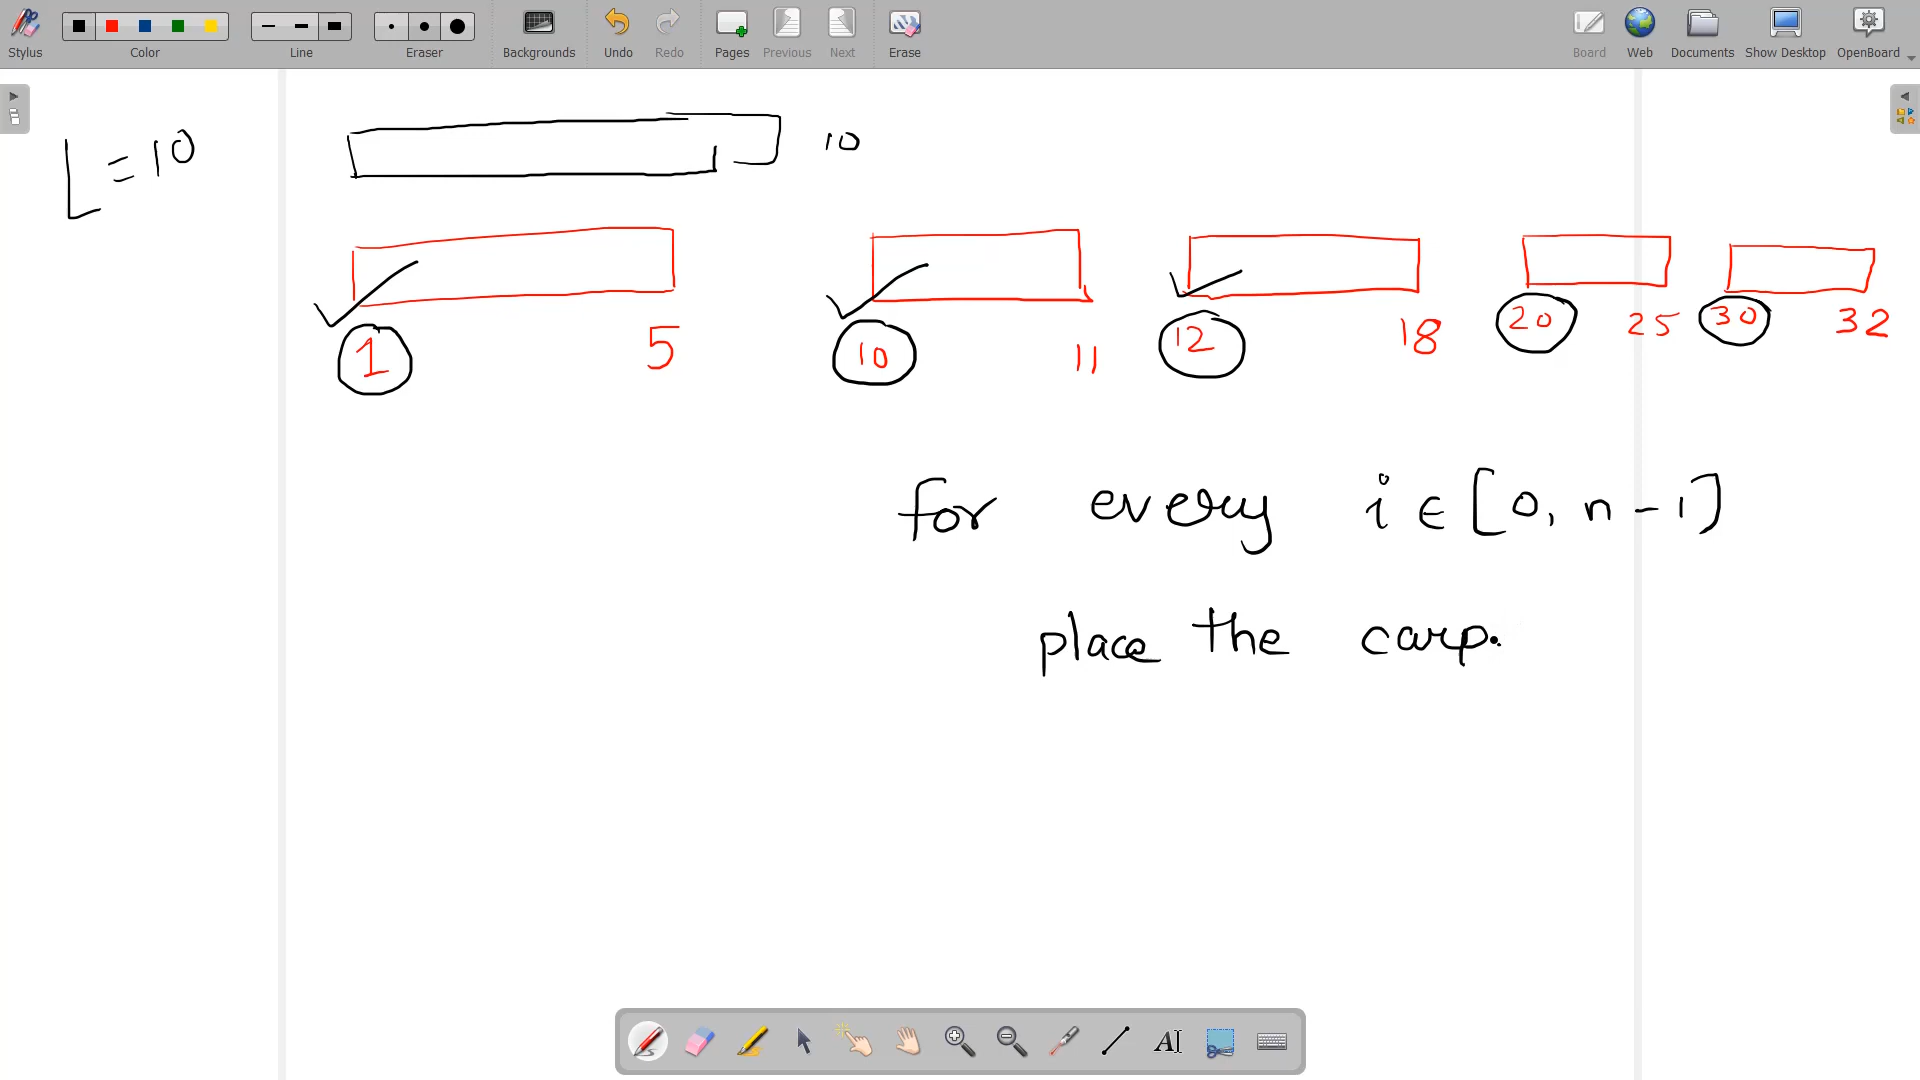 Stylus Color Line Eraser Backgrounds Undo Redo Pages Previous Next Erase Board Web Documents Show Desktop OpenBoard
L = 10
10
1 5 10 11 12 18 20 25 30 32
for every i ∈ [0, n - 1]
place the carp.